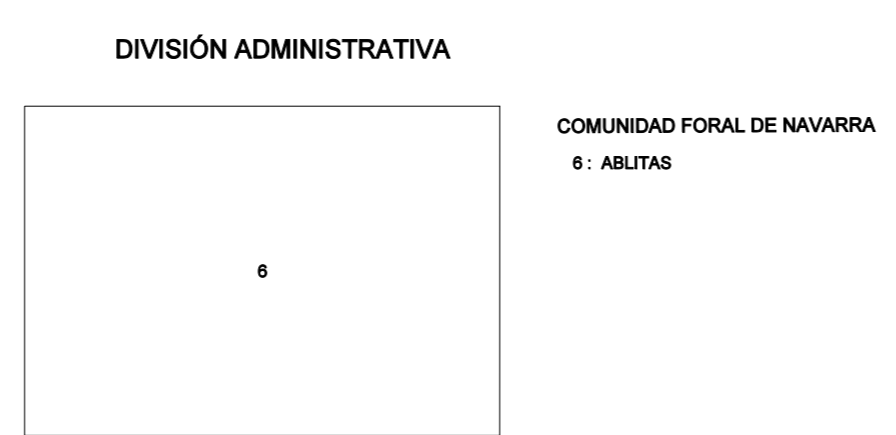 DIVISIÓN ADMINISTRATIVA
COMUNIDAD FORAL DE NAVARRA
6 : ABLITAS
6